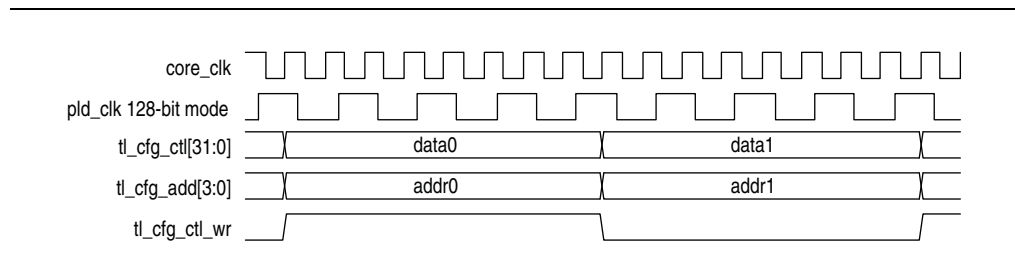 core_clk
pld_clk 128-bit mode
tl_cfg_ctl[31:0] data0 data1
tl_cfg_add[3:0] addr0 addr1
tl_cfg_ctl_wr